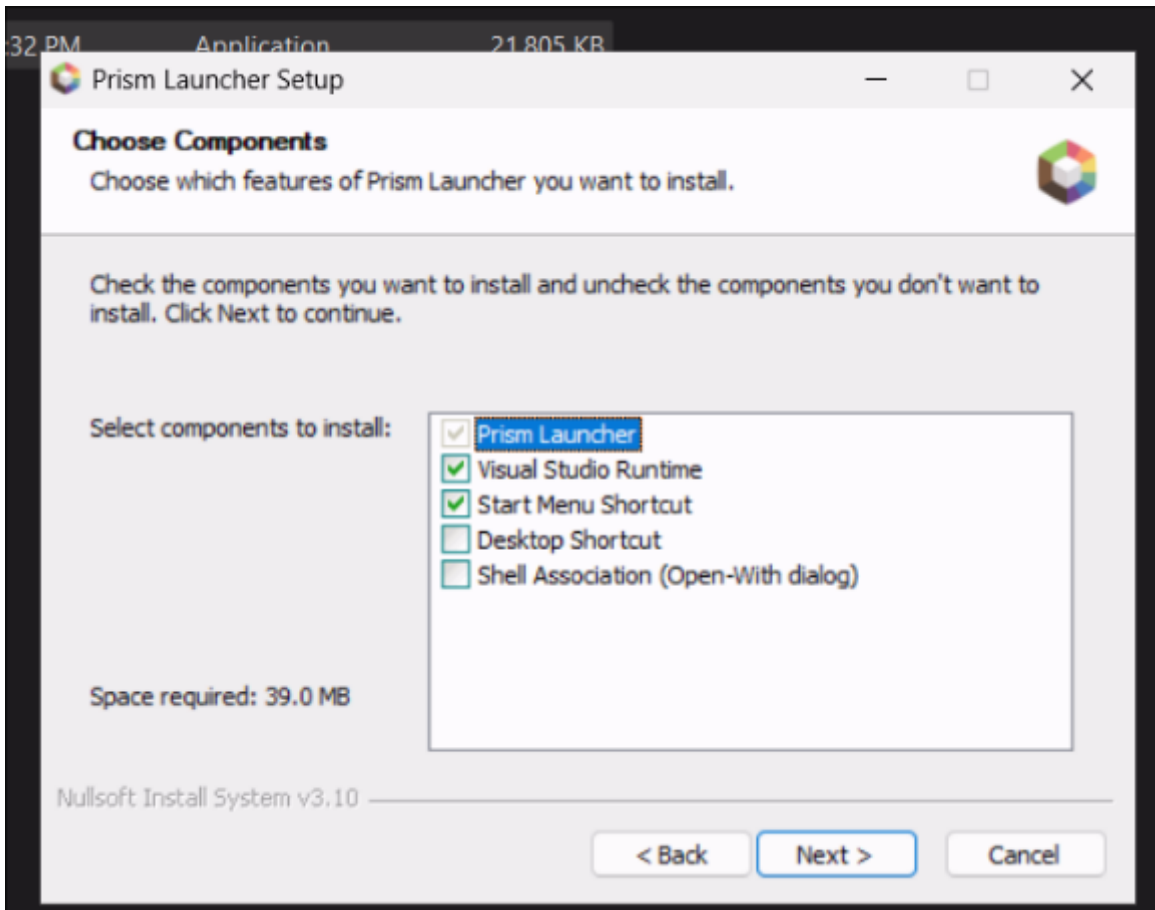 :32 PM Application 21,805 KB
Prism Launcher Setup
Choose Components
Choose which features of Prism Launcher you want to install.
Check the components you want to install and uncheck the components you don't want to
install. Click Next to continue.
Select components to install:
Prism Launcher
Visual Studio Runtime
Start Menu Shortcut
Desktop Shortcut
Shell Association (Open-With dialog)
Space required: 39.0 MB
Nullsoft Install System v3.10
< Back Next > Cancel